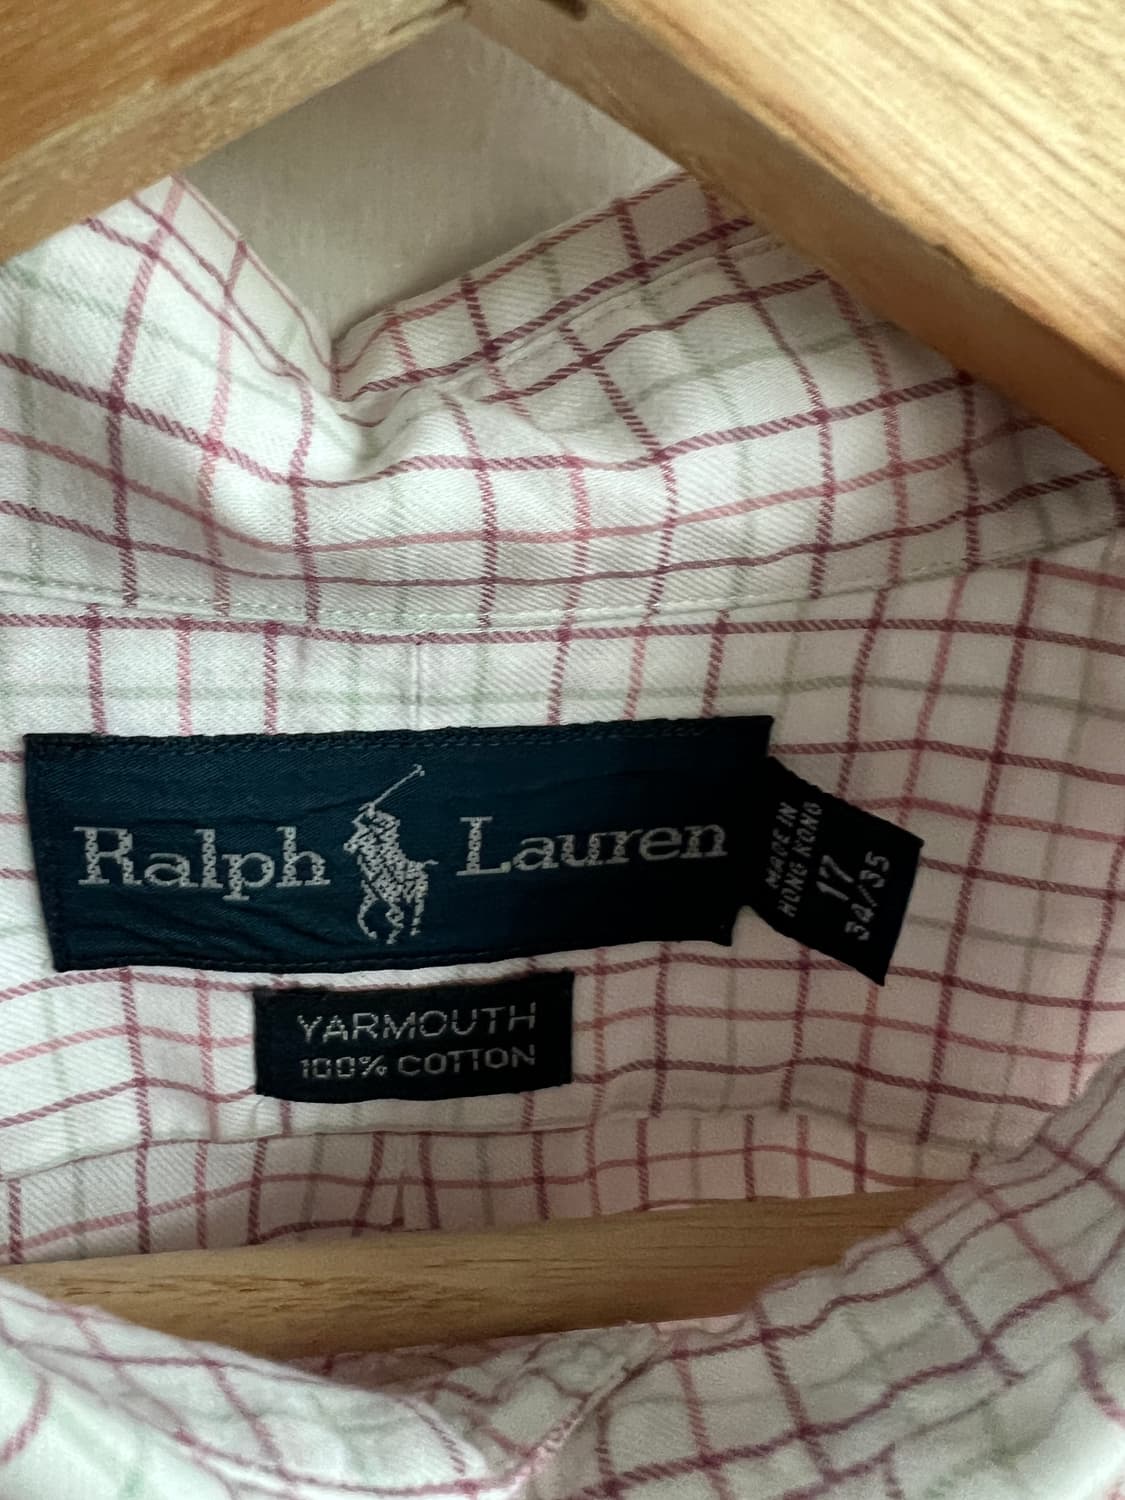 Ralph Lauren
MADE IN
HONG KONG
17
34/35
YARMOUTH
100% COTTON